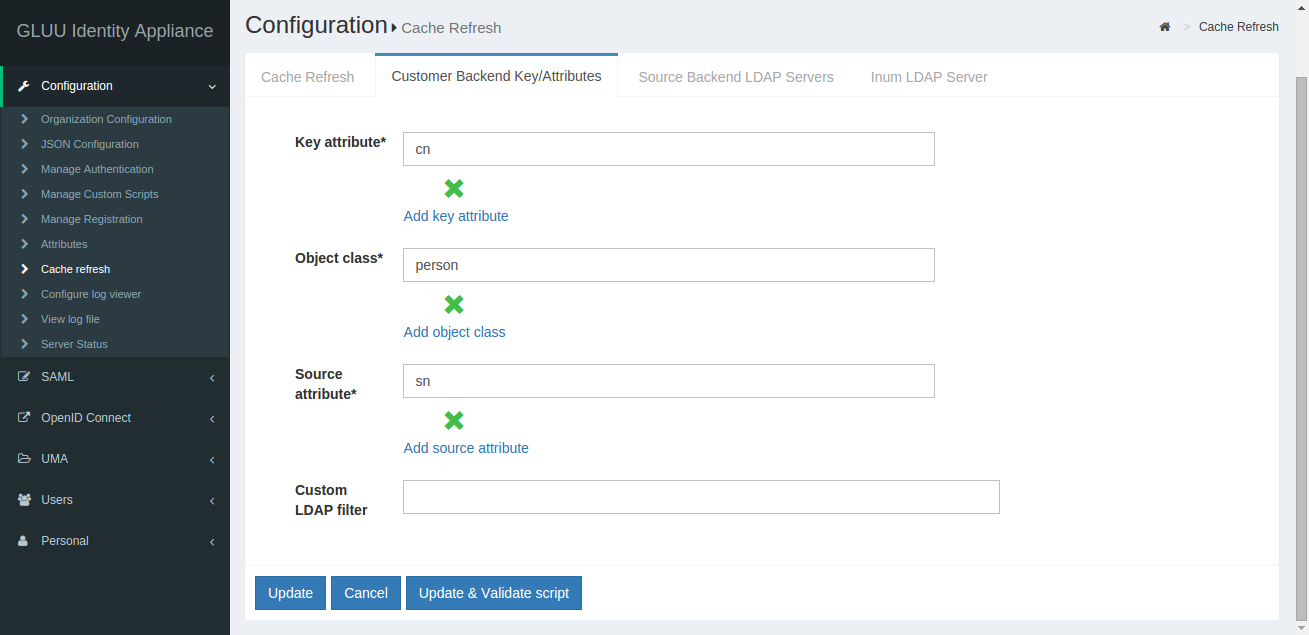 GLUU Identity Appliance
Configuration
Organization Configuration
JSON Configuration
Manage Authentication
Manage Custom Scripts
Manage Registration
Attributes
Cache refresh
Configure log viewer
View log file
Server Status
SAML
OpenID Connect
UMA
Users
Personal
Configuration Cache Refresh
> Cache Refresh
Cache Refresh Customer Backend Key/Attributes Source Backend LDAP Servers Inum LDAP Server
Key attribute* cn
Add key attribute
Object class* person
Add object class
Source
attribute* sn
Add source attribute
Custom
LDAP filter
Update Cancel Update & Validate script